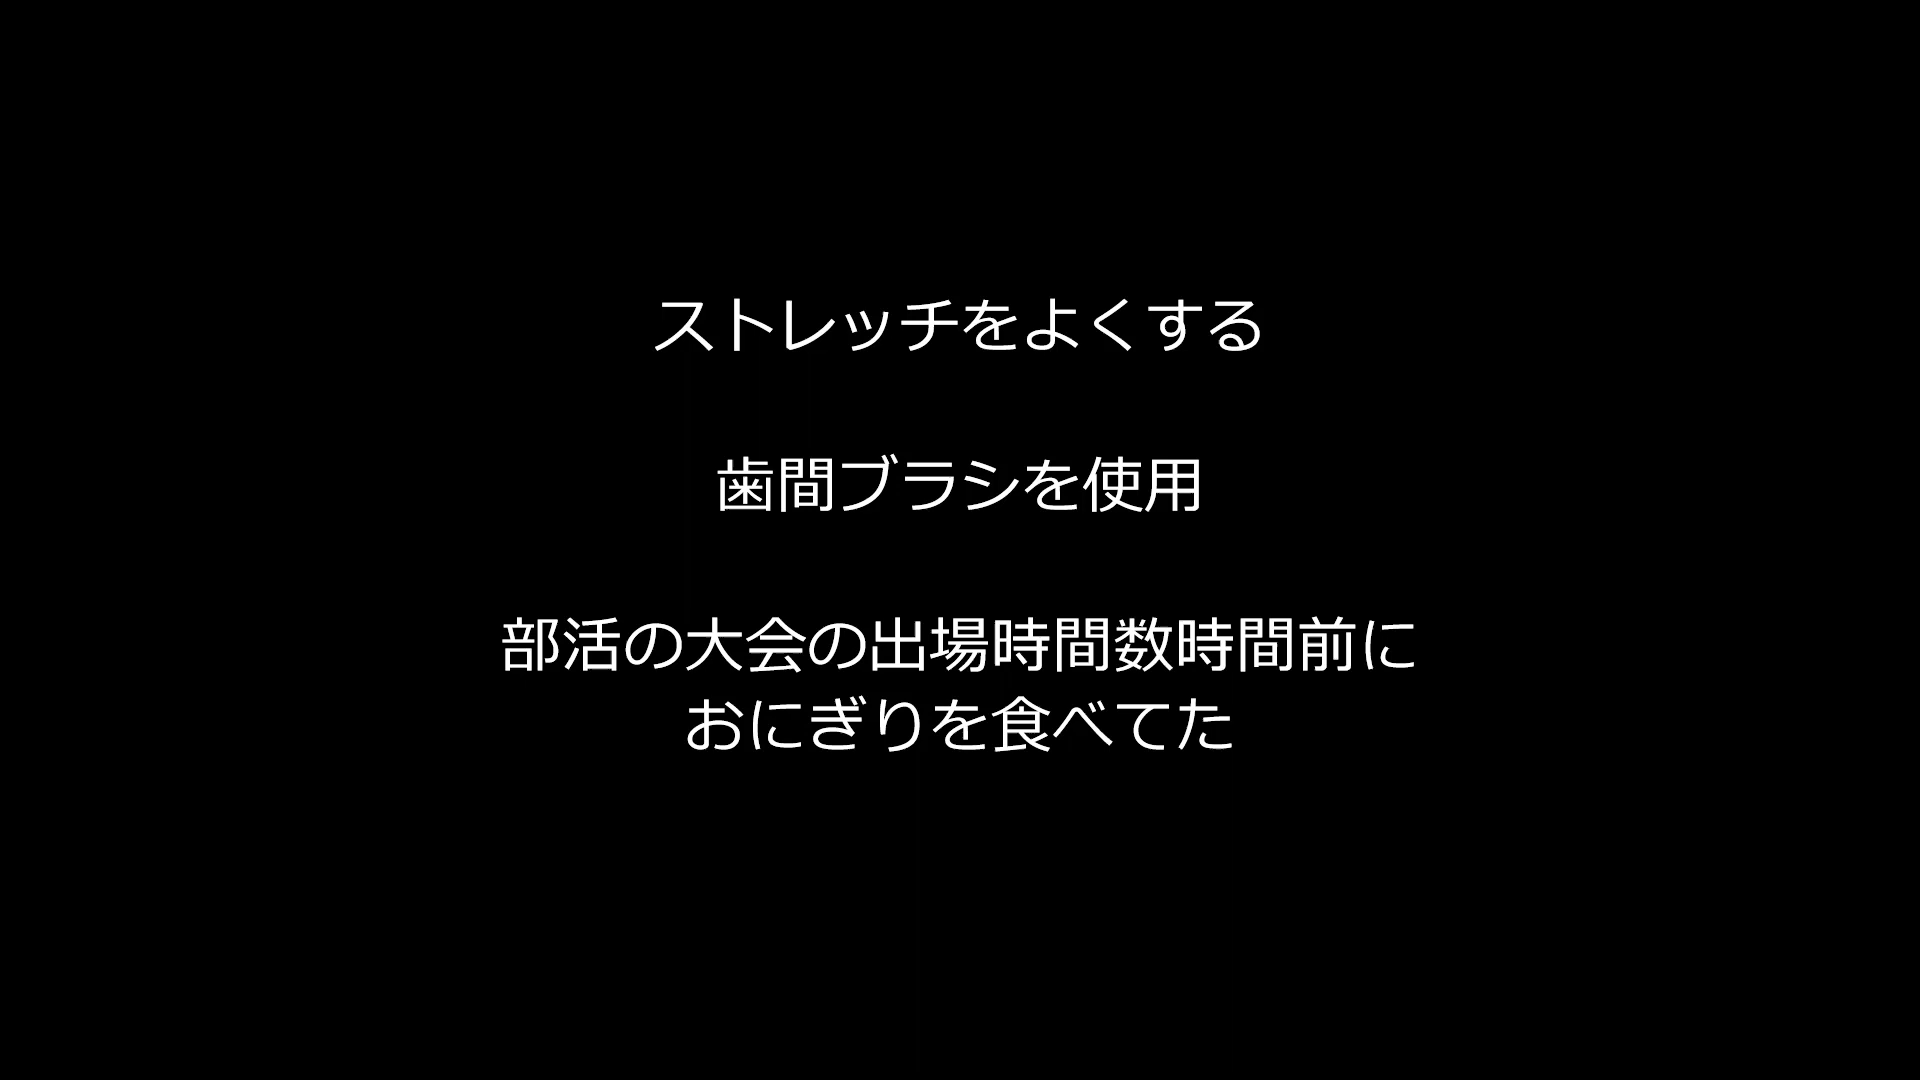 ストレッチをよくする
歯間ブラシを使用
部活の大会の出場時間数時間前に
おにぎりを食べてた